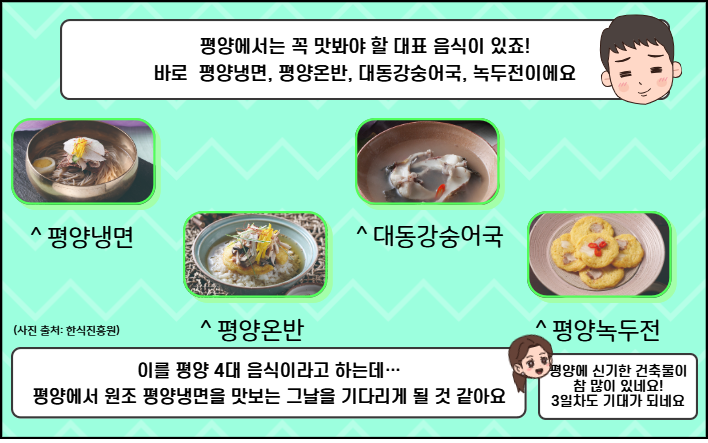 평양에서는 꼭 맛봐야 할 대표 음식이 있죠!
바로 평양냉면, 평양온반, 대동강숭어국, 녹두전이에요
^ 평양냉면
^ 대동강숭어국
^ 평양온반
^ 평양녹두전
(사진 출처: 한식진흥원)
이를 평양 4대 음식이라고 하는데…
평양에서 원조 평양냉면을 맛보는 그날을 기다리게 될 것 같아요
평양에 신기한 건축물이
참 많이 있네요!
3일차도 기대가 되네요